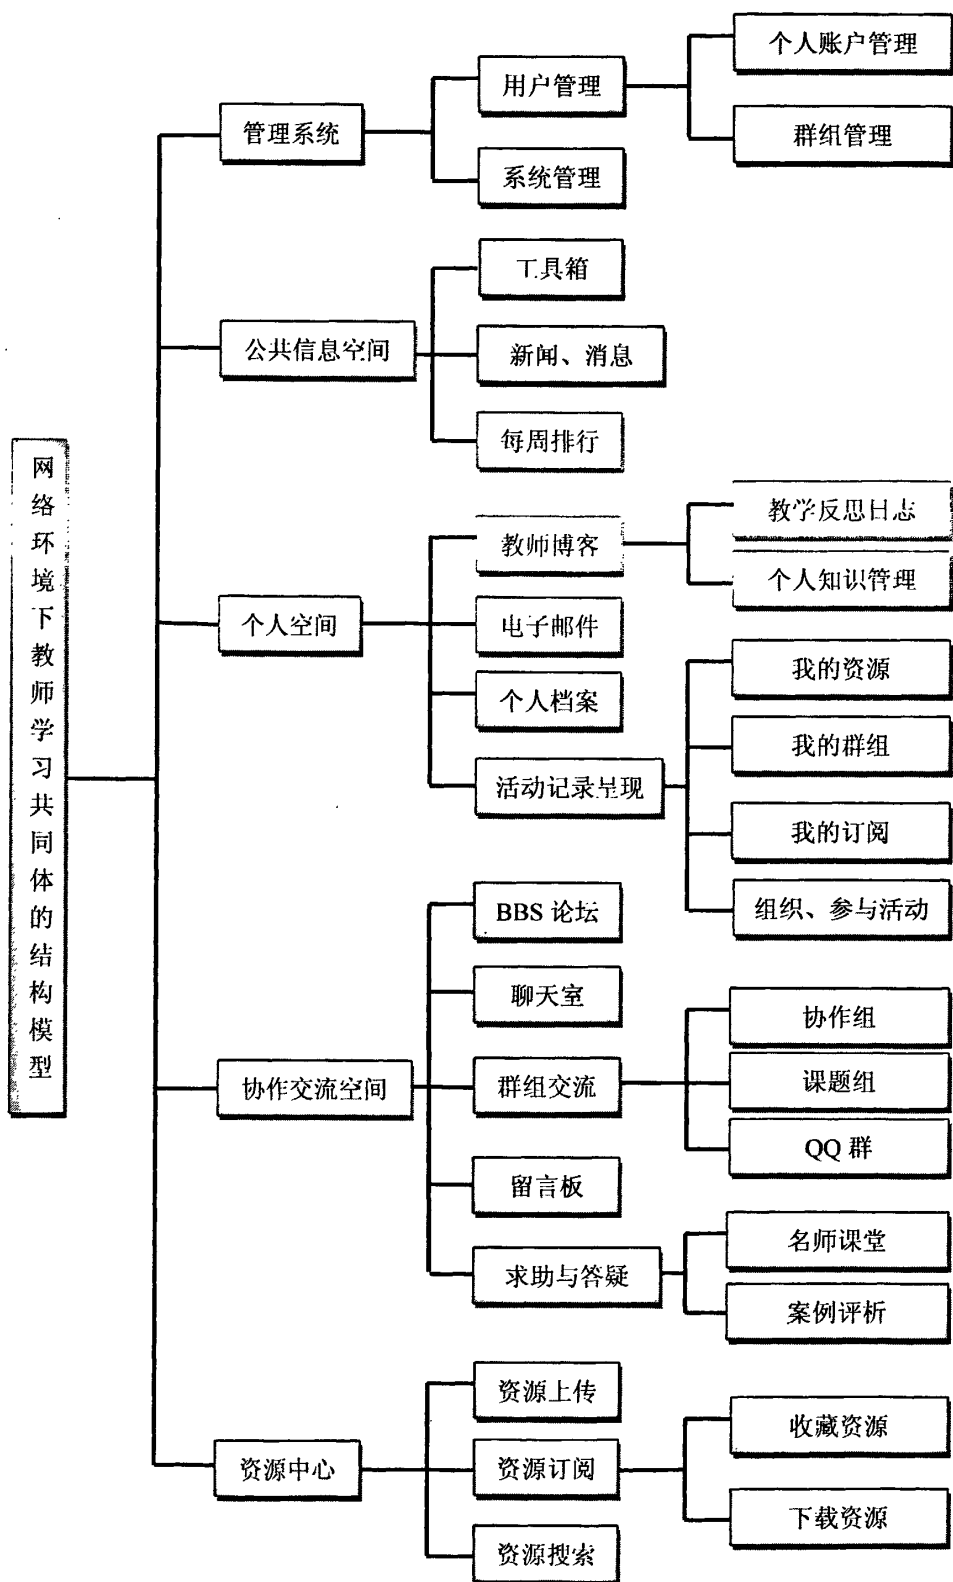 网络环境下教师学习共同体的结构模型
管理系统
用户管理
个人账户管理
群组管理
系统管理
公共信息空间
工具箱
新闻、消息
每周排行
个人空间
教师博客
教学反思日志
个人知识管理
电子邮件
个人档案
活动记录呈现
我的资源
我的群组
我的订阅
组织、参与活动
协作交流空间
BBS 论坛
聊天室
群组交流
协作组
课题组
QQ 群
留言板
求助与答疑
名师课堂
案例评析
资源中心
资源上传
资源订阅
收藏资源
下载资源
资源搜索